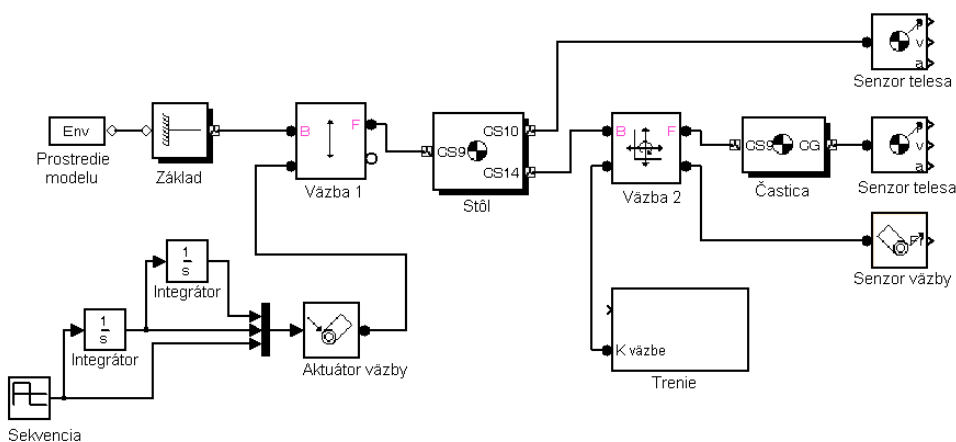 p
v
a
Senzor telesa
Env
Prostredie
modelu
Základ
B
F
Väzba 1
CS9
CS10
CS14
Stôl
B
F
Väzba 2
CS9
CG
Častica
p
v
a
Senzor telesa
Senzor väzby
1
s
Integrátor
1
s
Integrátor
Aktuátor väzby
K väzbe
Trenie
Sekvencia